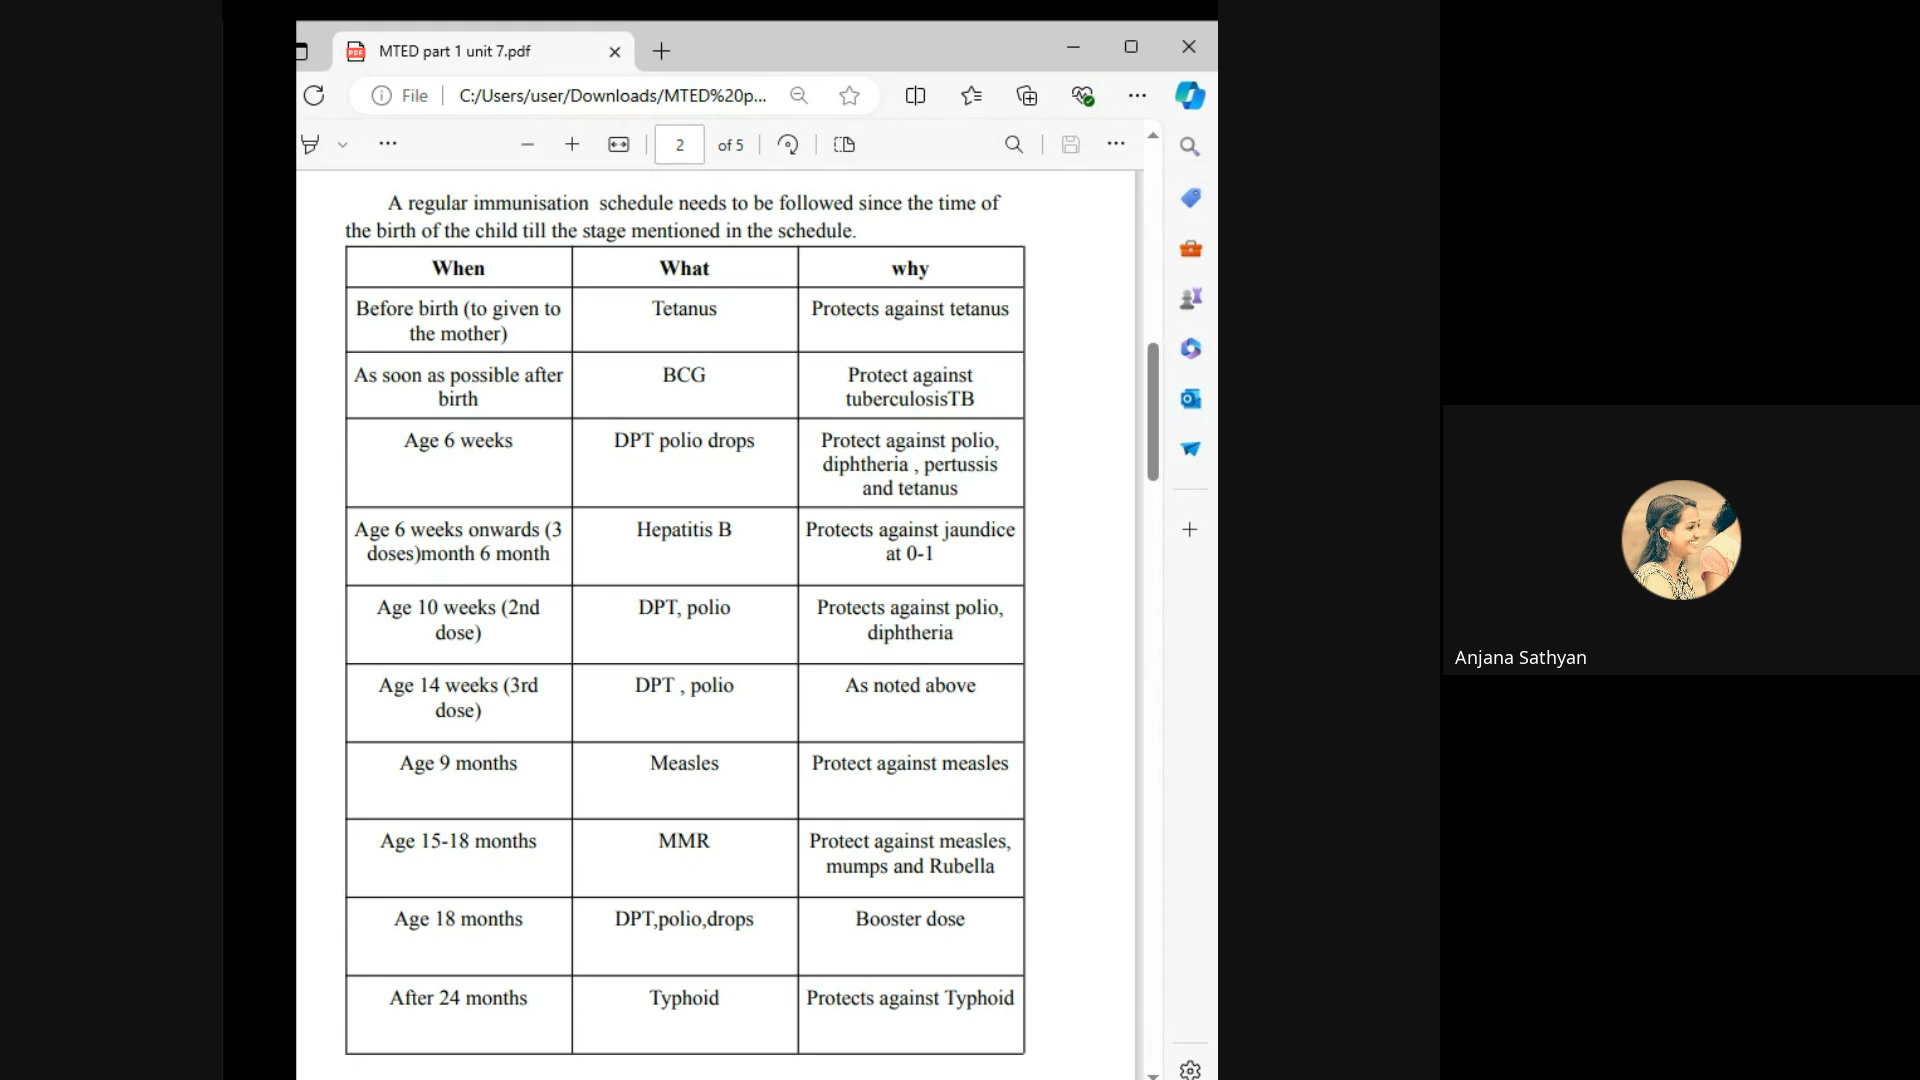 MTED part 1 unit 7.pdf
File
C:/Users/user/Downloads/MTED%20p...
2 of 5
A regular immunisation schedule needs to be followed since the time of
the birth of the child till the stage mentioned in the schedule.
When What why
Before birth (to given to
the mother)
Tetanus
Protects against tetanus
As soon as possible after
birth
BCG
Protect against
tuberculosisTB
Age 6 weeks
DPT polio drops
Protect against polio,
diphtheria , pertussis
and tetanus
Age 6 weeks onwards (3
doses)month 6 month
Hepatitis B
Protects against jaundice
at 0-1
Age 10 weeks (2nd
dose)
DPT, polio
Protects against polio,
diphtheria
Age 14 weeks (3rd
dose)
DPT , polio
As noted above
Age 9 months
Measles
Protect against measles
Age 15-18 months
MMR
Protect against measles,
mumps and Rubella
Age 18 months
DPT,polio,drops
Booster dose
After 24 months
Typhoid
Protects against Typhoid
Anjana Sathyan